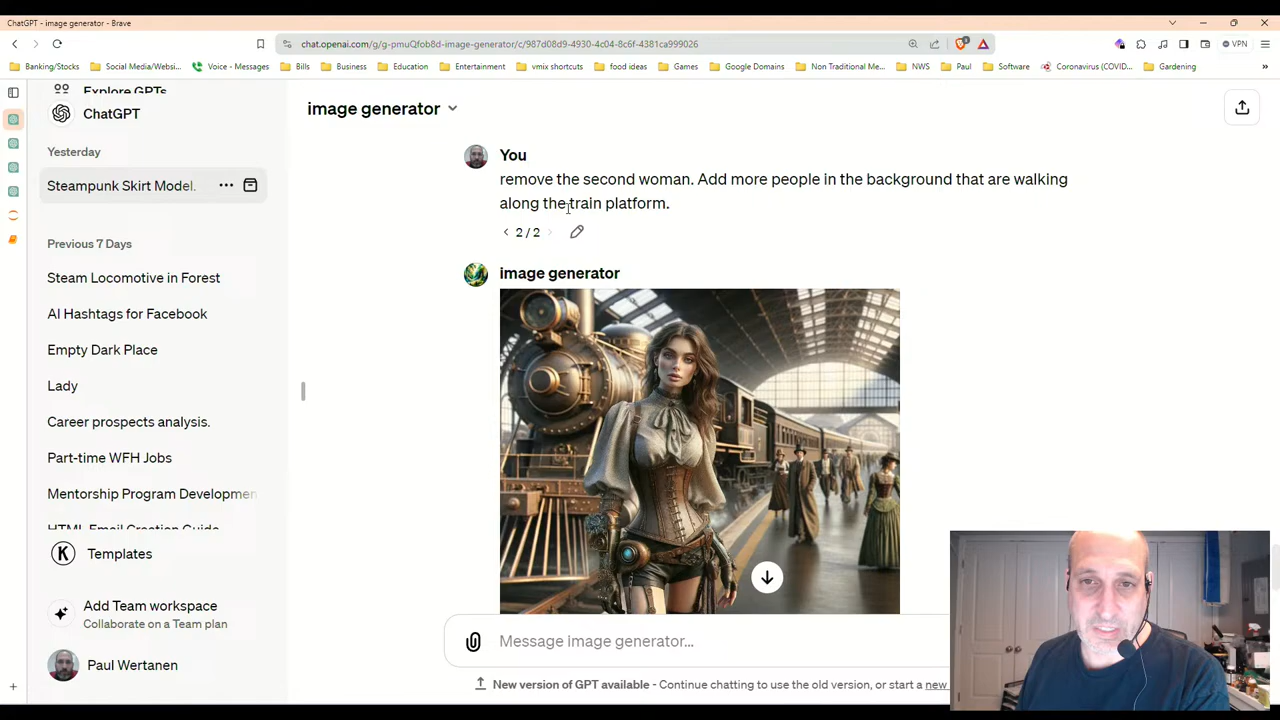 ChatGPT - image generator - Brave
chat.openai.com/g/g-pmuQfob8d-image-generator/c/987d08d9-4930-4c04-8c6f-4381ca999026
VPN
Banking/Stocks
Social Media/Websi...
Voice - Messages
Bills
Business
Education
Entertainment
vmix shortcuts
food ideas
Games
Google Domains
Non Traditional Me...
NWS
Paul
Software
Coronavirus (COVID...
Gardening
Explore GPTs
ChatGPT
Yesterday
Steampunk Skirt Model.
Previous 7 Days
Steam Locomotive in Forest
AI Hashtags for Facebook
Empty Dark Place
Lady
Career prospects analysis.
Part-time WFH Jobs
Mentorship Program Developmen
HTML Email Creation Guide
K
Templates
Add Team workspace
Collaborate on a Team plan
Paul Wertanen
image generator
You
remove the second woman. Add more people in the background that are walking
along the train platform.
2 / 2
image generator
Message image generator...
New version of GPT available - Continue chatting to use the old version, or start a new